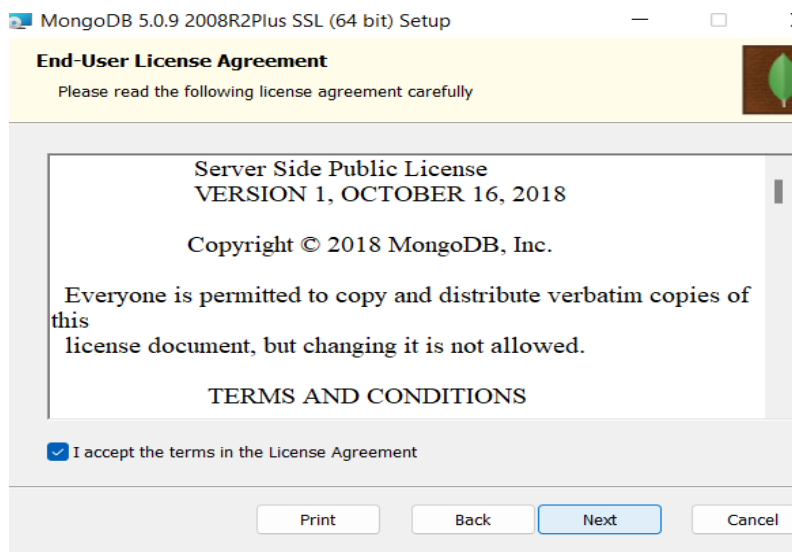 MongoDB 5.0.9 2008R2Plus SSL (64 bit) Setup
End-User License Agreement
Please read the following license agreement carefully
Server Side Public License
VERSION 1, OCTOBER 16, 2018
Copyright © 2018 MongoDB, Inc.
Everyone is permitted to copy and distribute verbatim copies of
this
license document, but changing it is not allowed.
TERMS AND CONDITIONS
I accept the terms in the License Agreement
Print Back Next Cancel